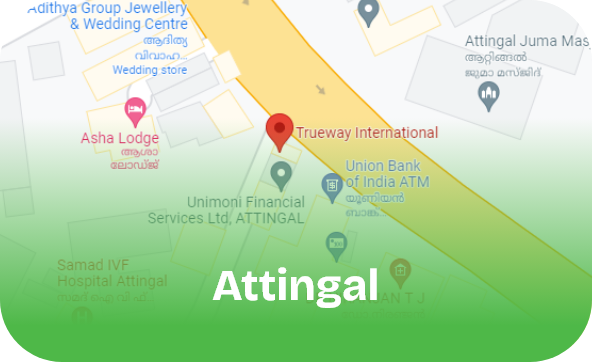 Adithya Group Jewellery
& Wedding Centre
ആദിത്യ
വിവാഹ...
Wedding store
Attingal Juma Mas
ആറ്റിങ്ങൽ
ജുമാ മസ്ജിദ്
Trueway International
Asha Lodge
ആശാ
ലോഡ്ജ്
Union Bank
of India ATM
യൂണിയൻ
ബാങ്ക്...
Unimoni Financial
Services Ltd, ATTINGAL
Samad IVF
Hospital Attingal
സമദ് ഐ.വി.ഫ്...
Attingal
AN T J